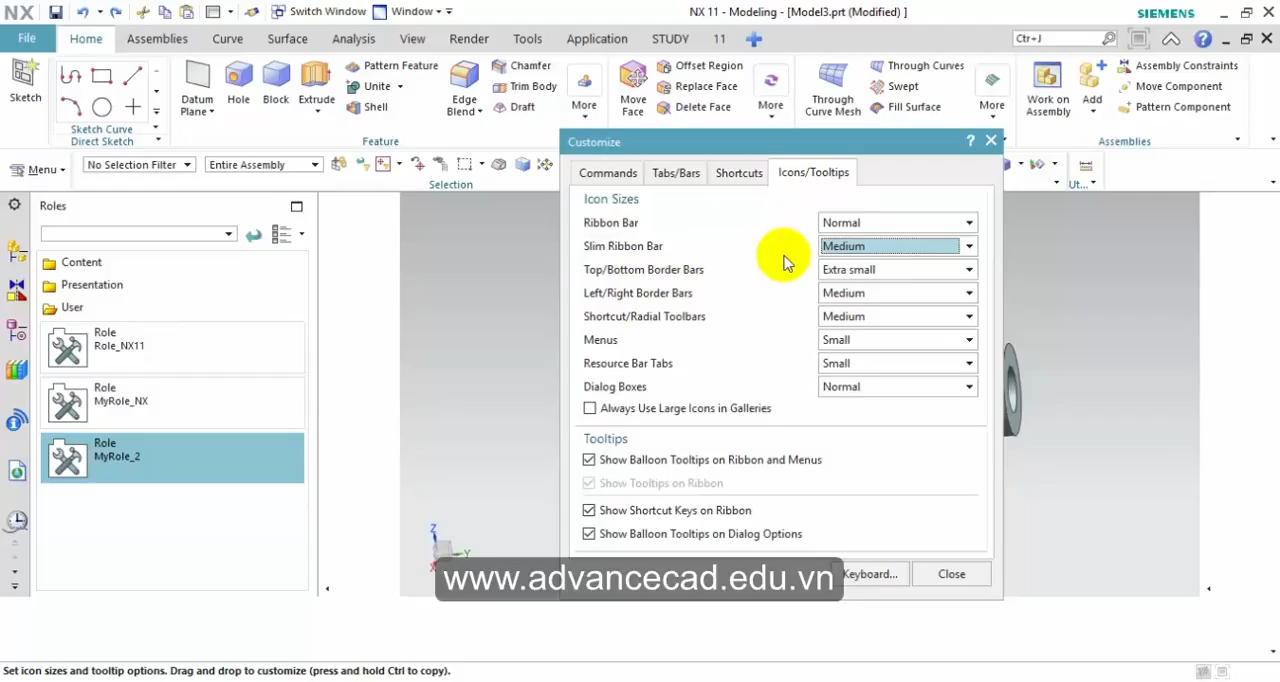 NX Switch Window Window NX 11 - Modeling - [Model3.prt (Modified) ] SIEMENS
File Home Assemblies Curve Surface Analysis View Render Tools Application STUDY 11 Ctrl+J
Sketch
Sketch Curve
Direct Sketch
Datum Plane
Hole
Block
Extrude
Pattern Feature
Unite
Shell
Edge Blend
Chamfer
Trim Body
Draft
More
Feature
Move Face
Offset Region
Replace Face
Delete Face
More
Through Curve Mesh
Through Curves
Swept
Fill Surface
More
Work on Assembly
Add
Assembly Constraints
Move Component
Pattern Component
Assemblies
Menu No Selection Filter Entire Assembly
Selection
Ut...
Roles
Content
Presentation
User
Role
Role_NX11
Role
MyRole_NX
Role
MyRole_2
Customize ?
Commands Tabs/Bars Shortcuts Icons/Tooltips
Icon Sizes
Ribbon Bar Normal
Slim Ribbon Bar Medium
Top/Bottom Border Bars Extra small
Left/Right Border Bars Medium
Shortcut/Radial Toolbars Medium
Menus Small
Resource Bar Tabs Small
Dialog Boxes Normal
Always Use Large Icons in Galleries
Tooltips
Show Balloon Tooltips on Ribbon and Menus
Show Tooltips on Ribbon
Show Shortcut Keys on Ribbon
Show Balloon Tooltips on Dialog Options
Keyboard... Close
Z
Y
X
www.advancecad.edu.vn
Set icon sizes and tooltip options. Drag and drop to customize (press and hold Ctrl to copy).